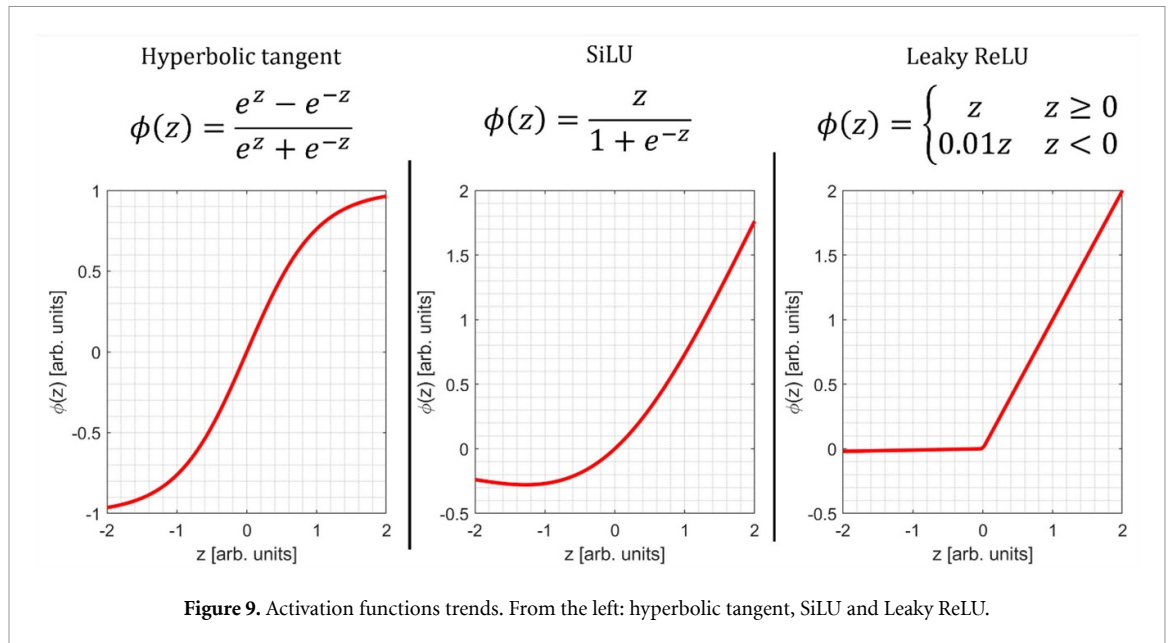 Hyperbolic tangent
ϕ(z) = (e^z − e^{−z}) / (e^z + e^{−z})
1
0.5
0
-0.5
-1
-2 -1 0 1 2
ϕ(z) [arb. units]
z [arb. units]
SiLU
ϕ(z) = z / (1 + e^{−z})
2
1.5
1
0.5
0
-0.5
-2 -1 0 1 2
ϕ(z) [arb. units]
z [arb. units]
Leaky ReLU
ϕ(z) = { z z ≥ 0
0.01z z < 0
2
1.5
1
0.5
0
-0.5
-2 -1 0 1 2
ϕ(z) [arb. units]
z [arb. units]
Figure 9. Activation functions trends. From the left: hyperbolic tangent, SiLU and Leaky ReLU.